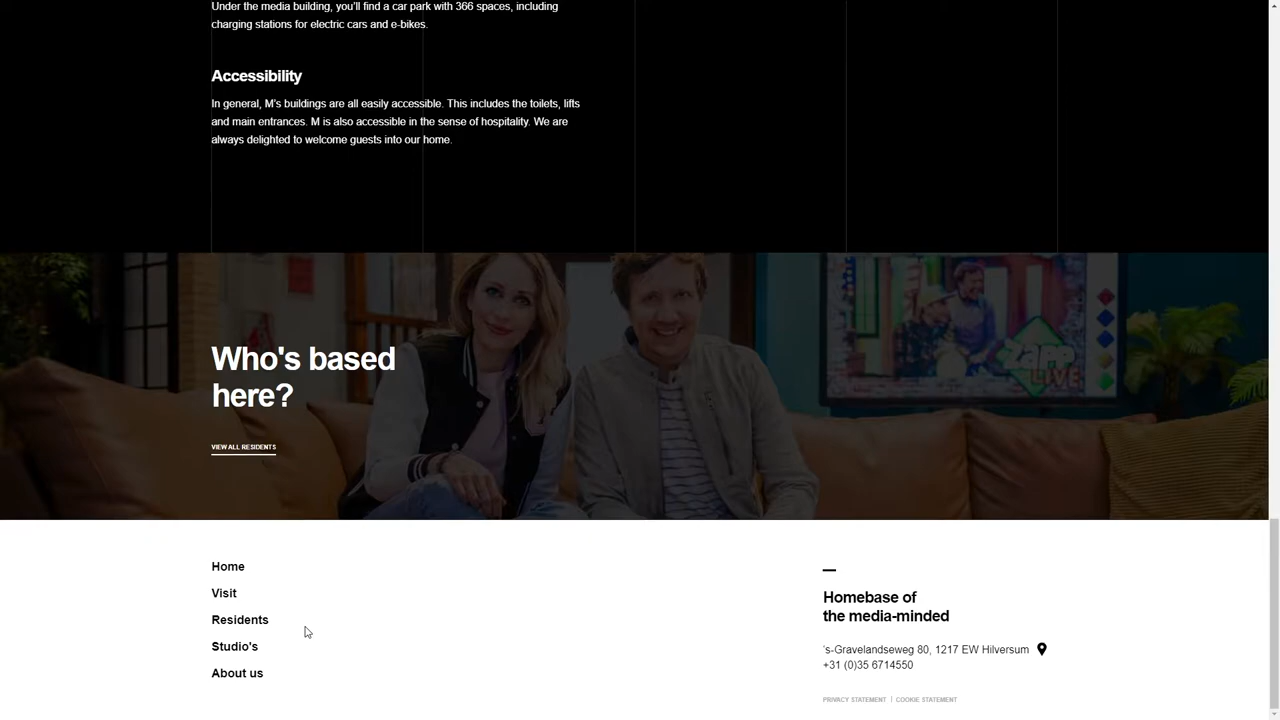 Under the media building, you'll find a car park with 366 spaces, including
charging stations for electric cars and e-bikes.
Accessibility
In general, M's buildings are all easily accessible. This includes the toilets, lifts
and main entrances. M is also accessible in the sense of hospitality. We are
always delighted to welcome guests into our home.
Who's based
here?
VIEW ALL RESIDENTS
Zapp
LIVE
Home
Visit
Residents
Studio's
About us
Homebase of
the media-minded
's-Gravelandseweg 80, 1217 EW Hilversum
+31 (0)35 6714550
PRIVACY STATEMENT | COOKIE STATEMENT